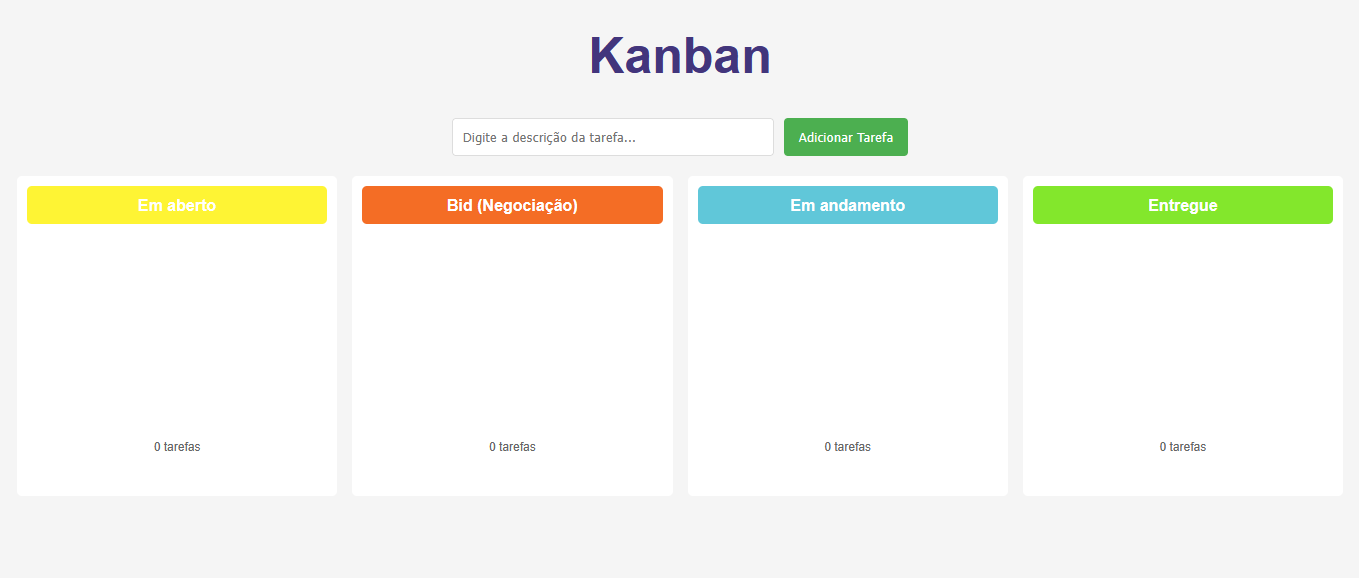 Kanban
Digite a descrição da tarefa...
Adicionar Tarefa
Em aberto
Bid (Negociação)
Em andamento
Entregue
0 tarefas
0 tarefas
0 tarefas
0 tarefas